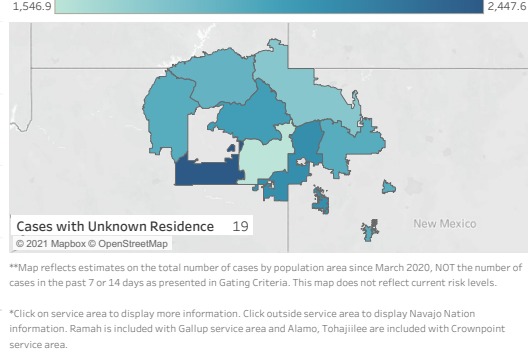 1,546.9 2,447.6
New Mexico
Cases with Unknown Residence 19
© 2021 Mapbox © OpenStreetMap
**Map reflects estimates on the total number of cases by population area since March 2020, NOT the number of
cases in the past 7 or 14 days as presented in Gating Criteria. This map does not reflect current risk levels.
*Click on service area to display more information. Click outside service area to display Navajo Nation
information. Ramah is included with Gallup service area and Alamo, Tohajiilee are included with Crownpoint
service area.